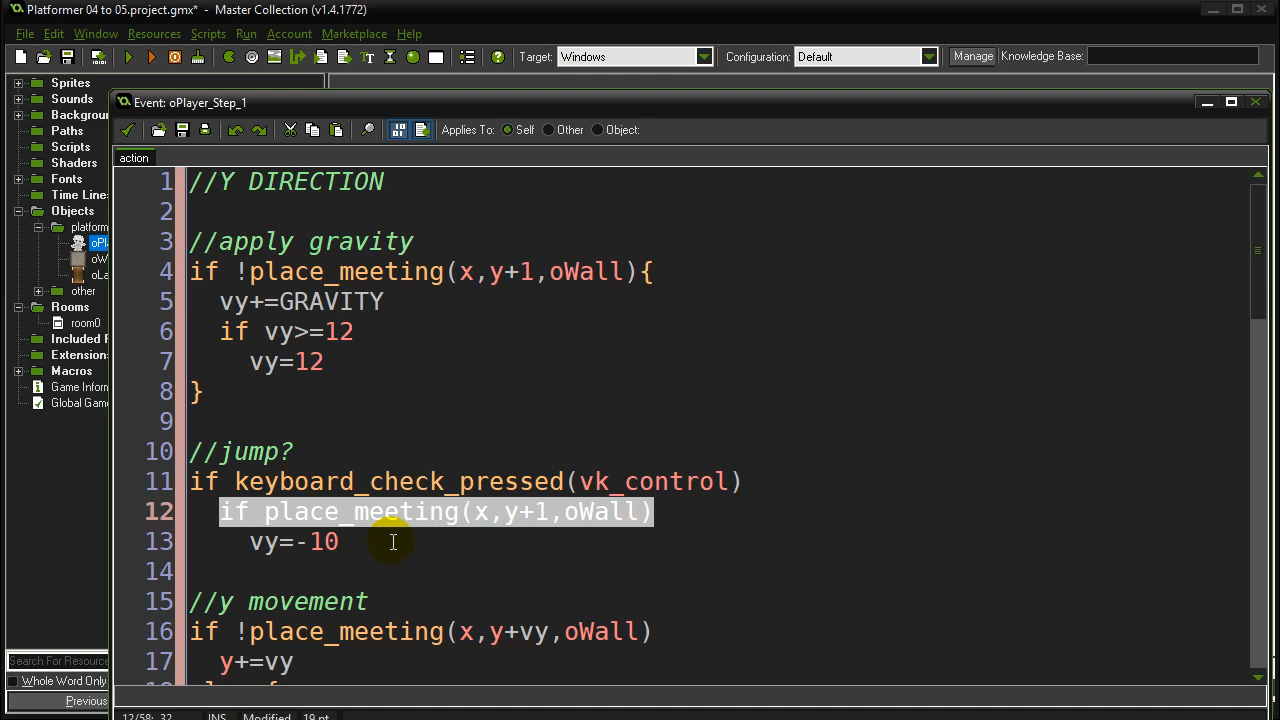 Platformer 04 to 05.project.gmx* - Master Collection (v1.4.1772)
File Edit Window Resources Scripts Run Account Marketplace Help
Target: Windows Configuration: Default Manage Knowledge Base:
Sprites
Sounds
Backgrou
Paths
Scripts
Shaders
Fonts
Time Line
Objects
platform
oPl
oW
oLa
other
Rooms
room0
Included F
Extension
Macros
Game Inform
Global Game
Search For Resource
Whole Word Only
Previous
Event: oPlayer_Step_1
Applies To: Self Other Object:
action
1 //Y DIRECTION
2
3 //apply gravity
4 if !place_meeting(x,y+1,oWall){
5 vy+=GRAVITY
6 if vy>=12
7 vy=12
8 }
9
10 //jump?
11 if keyboard_check_pressed(vk_control)
12 if place_meeting(x,y+1,oWall)
13 vy=-10
14
15 //y movement
16 if !place_meeting(x,y+vy,oWall)
17 y+=vy
12/58: 32 INS Modified 19 pt